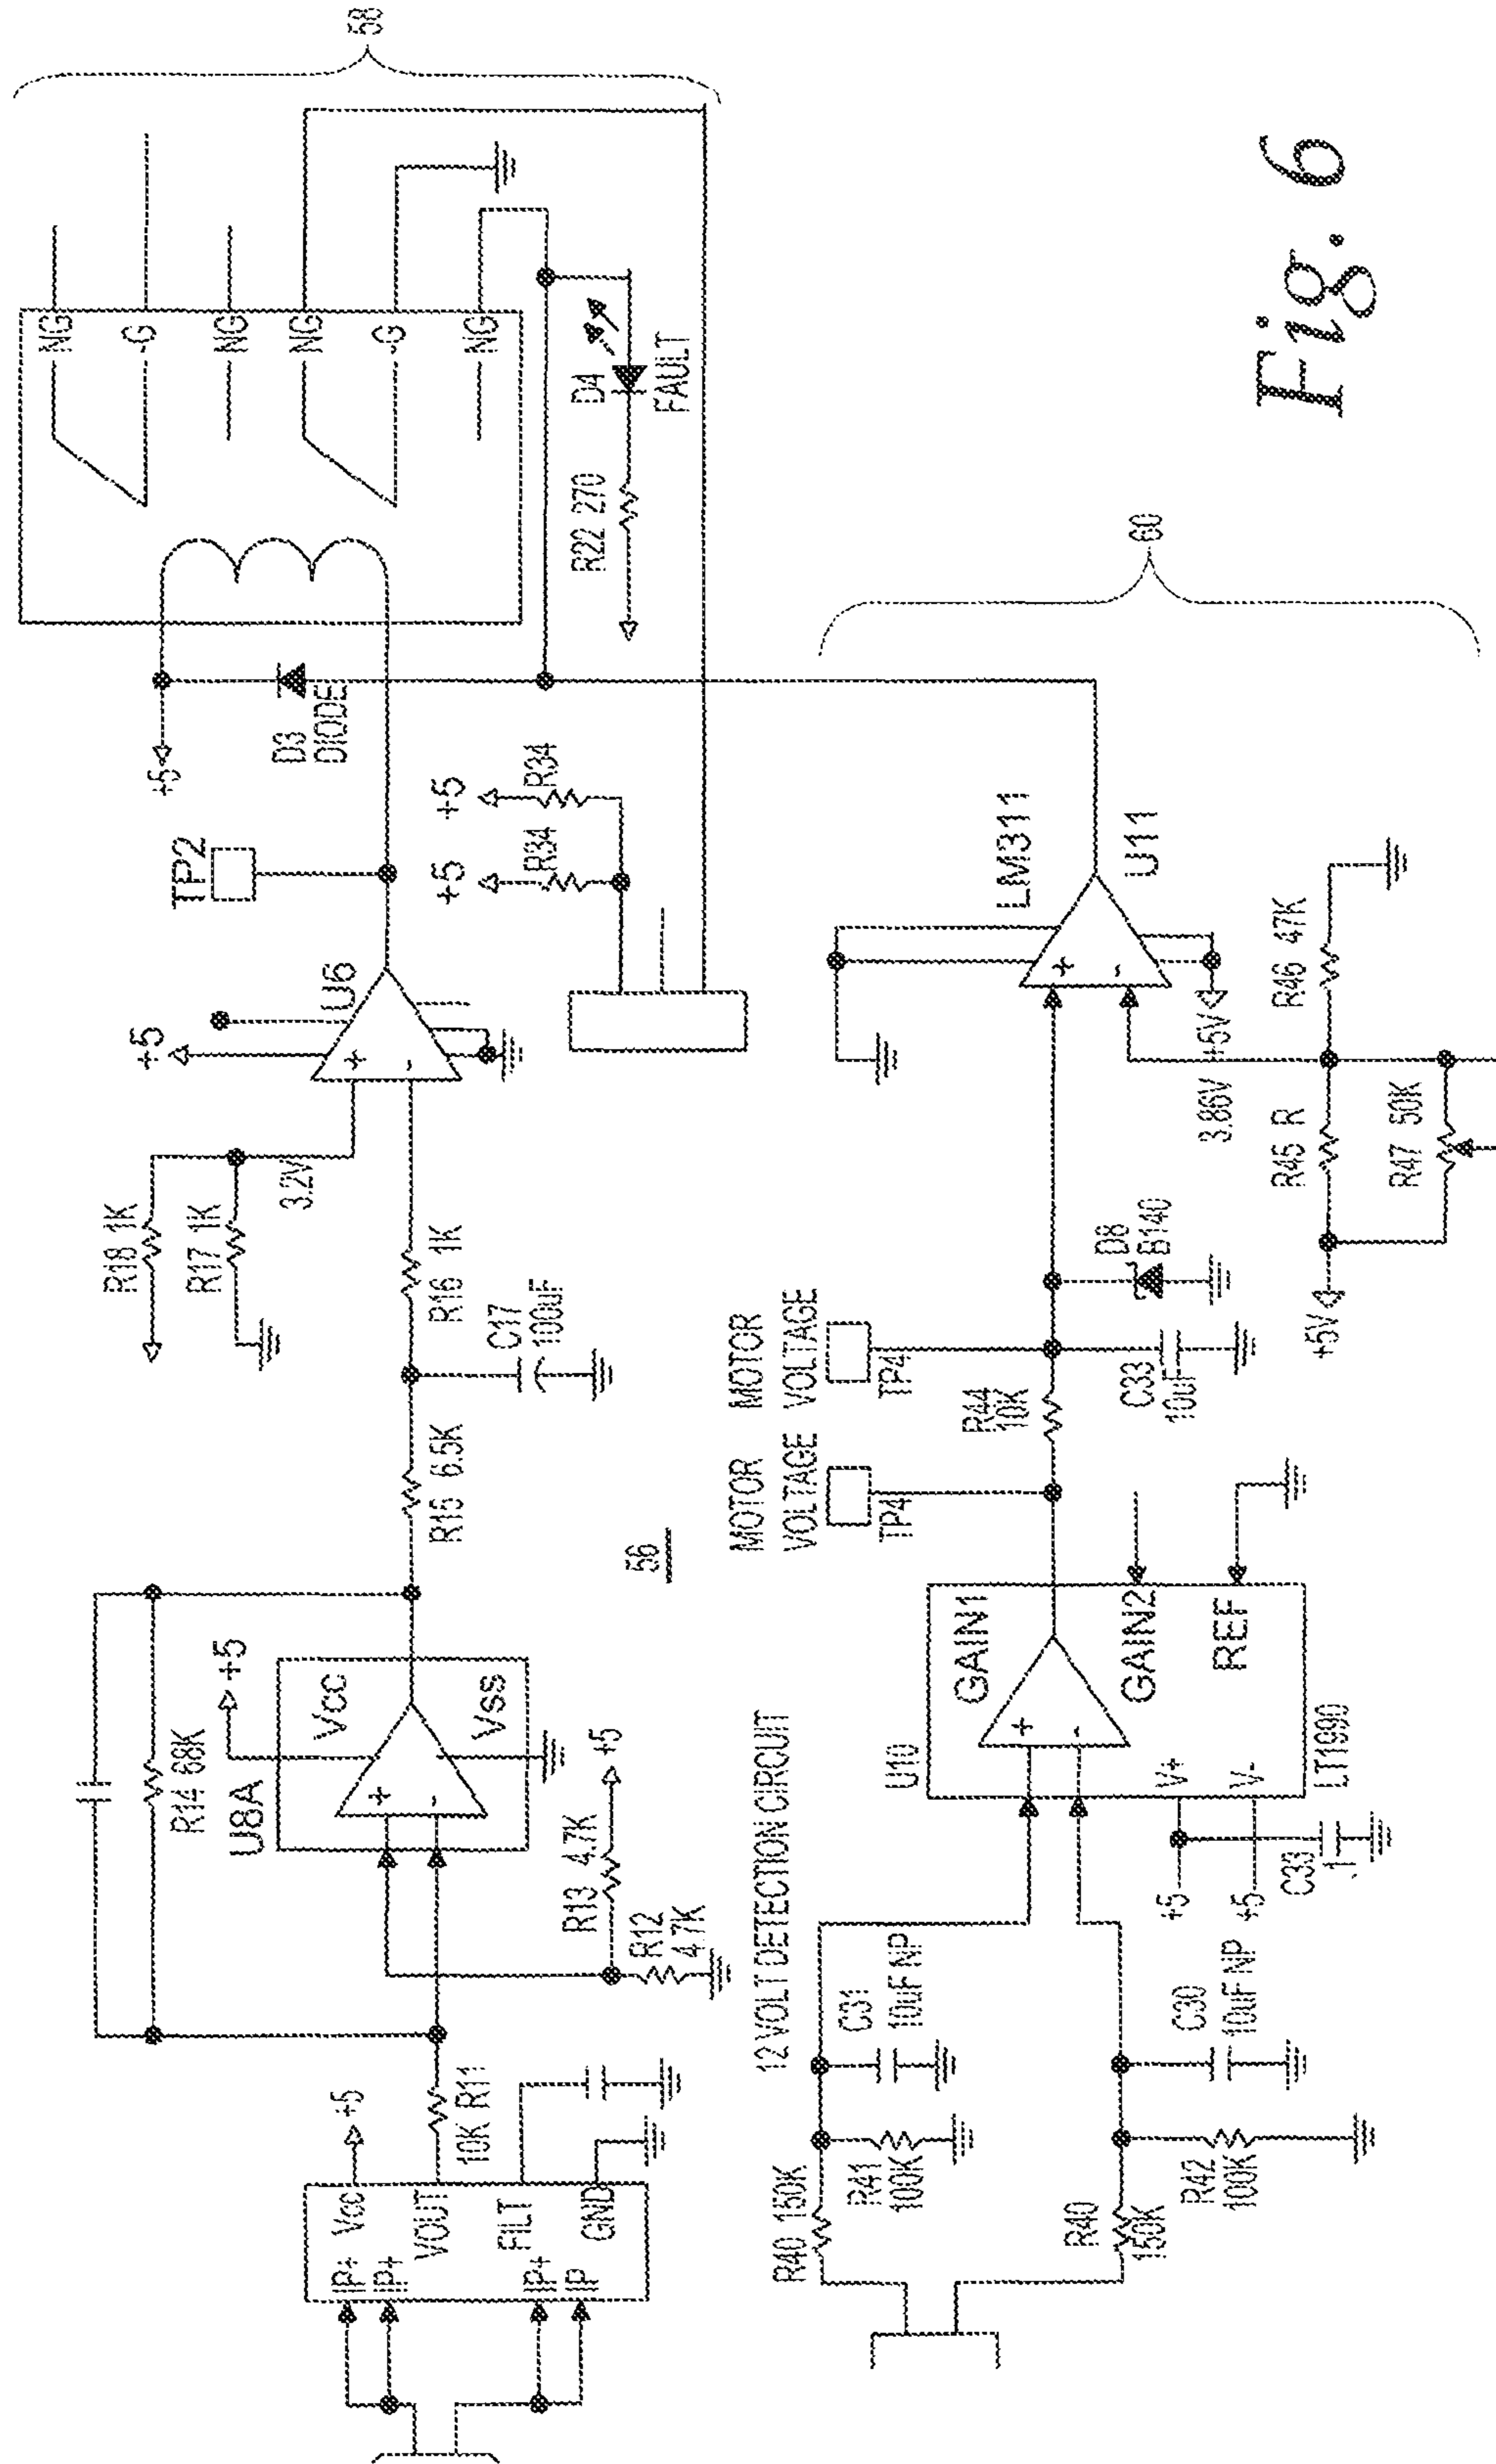 58
NG
-G
NG
NG
-G
NG
+5
D3
DIODE
D4
FAULT
R22 270
TP2
+5
R34
+5
R34
+5
U6
+
-
R18 1K
R17 1K
3.2V
R16 1K
C17
100uF
R15 6.5K
56
R14 68K
U8A
+5
Vcc
Vss
+
-
R13 4.7K
+5
R12
4.7K
10K R11
+5
IP+
IP+
IP+
IP
Vcc
VOUT
FILT
GND
12 VOLT DETECTION CIRCUIT
60
R40 150K
R41
100K
C31
10uF NP
R40
150K
R42
100K
C30
10uF NP
U10
+
-
GAIN1
GAIN2
REF
V+
V-
LT1990
+5
+5
C33
.1
MOTOR
VOLTAGE
TP4
MOTOR
VOLTAGE
TP4
R44
10K
C33
10uF
D8
B140
LM311
+
-
U11
+5V
3.86V
R46 47K
R45 R
R47 50K
+5V
Fig. 6